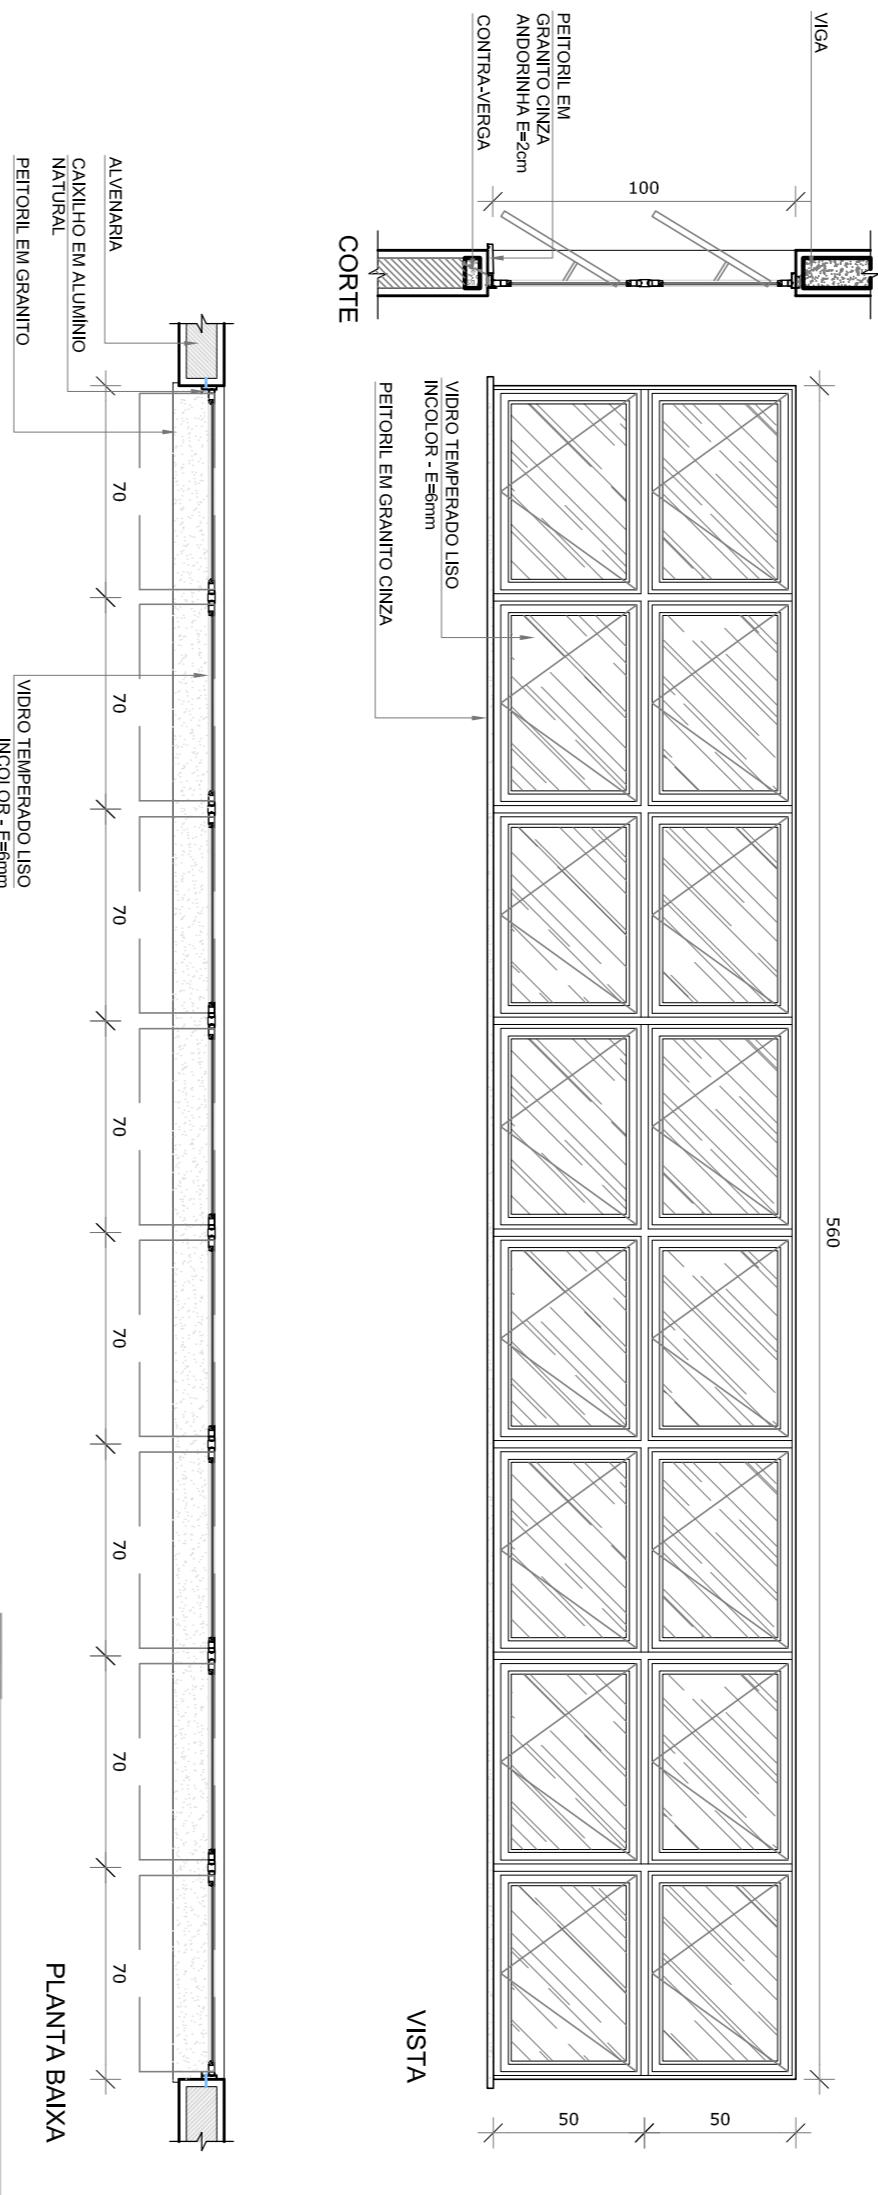 VIGA
PEITORIL EM
GRANITO CINZA
ANDORINHA E=2cm
CONTRA-VERGA
100
CORTE
560
VIDRO TEMPERADO LISO
INCOLOR - E=6mm
PEITORIL EM GRANITO CINZA
50
50
VISTA
ALVENARIA
CAIXILHO EM ALUMÍNIO
NATURAL
PEITORIL EM GRANITO
70
70
70
70
70
70
70
70
VIDRO TEMPERADO LISO
INCOLOR - E=6mm
PLANTA BAIXA